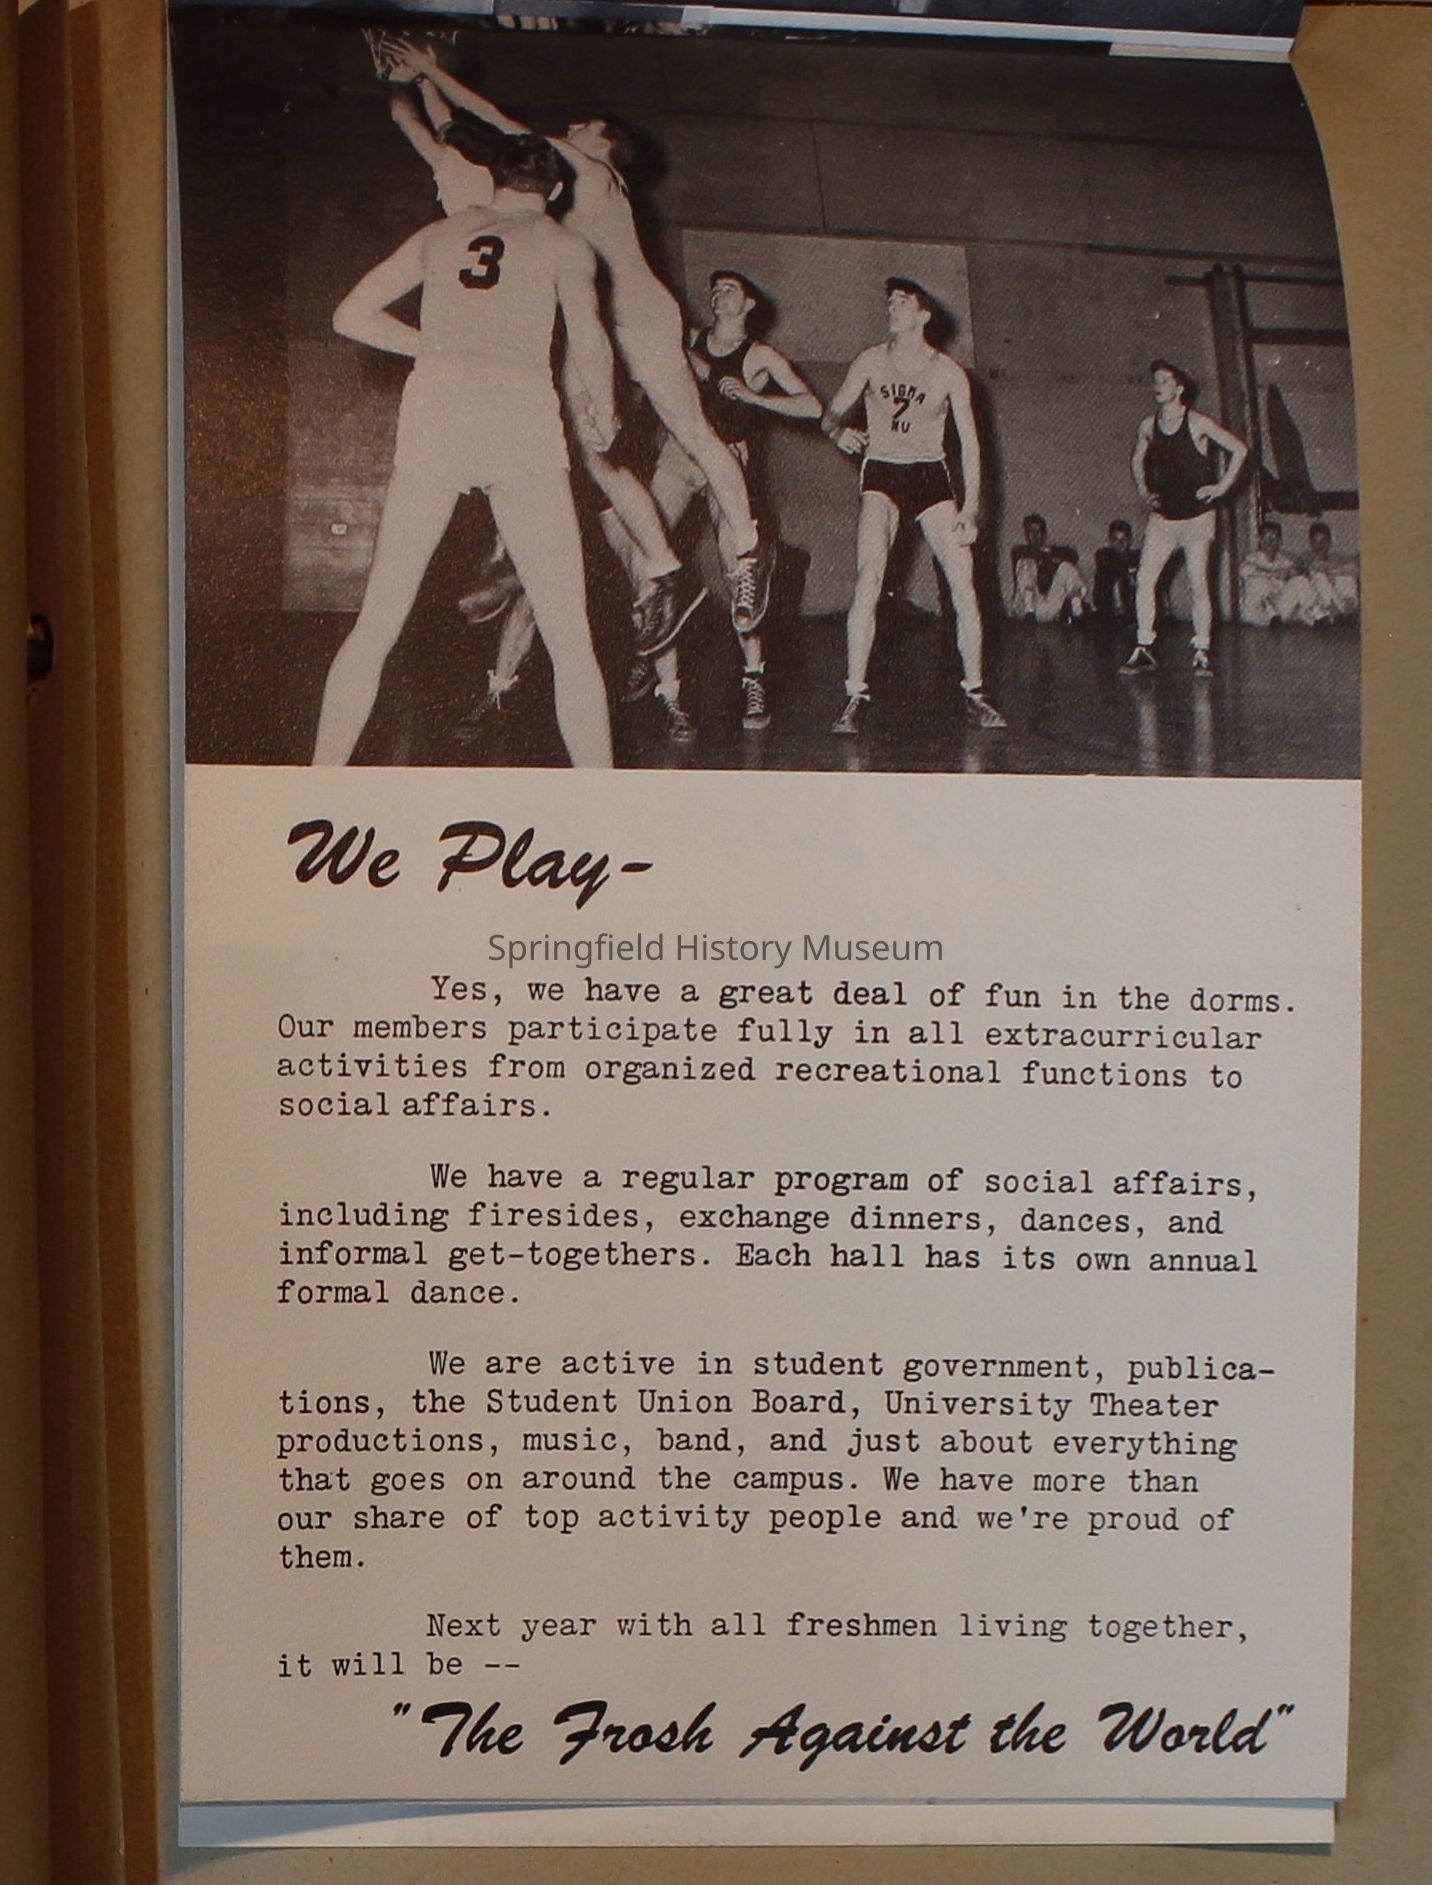 3
SIGMA
7
NU
We Play-
Springfield History Museum
Yes, we have a great deal of fun in the dorms.
Our members participate fully in all extracurricular
activities from organized recreational functions to
social affairs.
We have a regular program of social affairs,
including firesides, exchange dinners, dances, and
informal get-togethers. Each hall has its own annual
formal dance.
We are active in student government, publica-
tions, the Student Union Board, University Theater
productions, music, band, and just about everything
that goes on around the campus. We have more than
our share of top activity people and we're proud of
them.
Next year with all freshmen living together,
it will be --
"The Frosh Against the World"